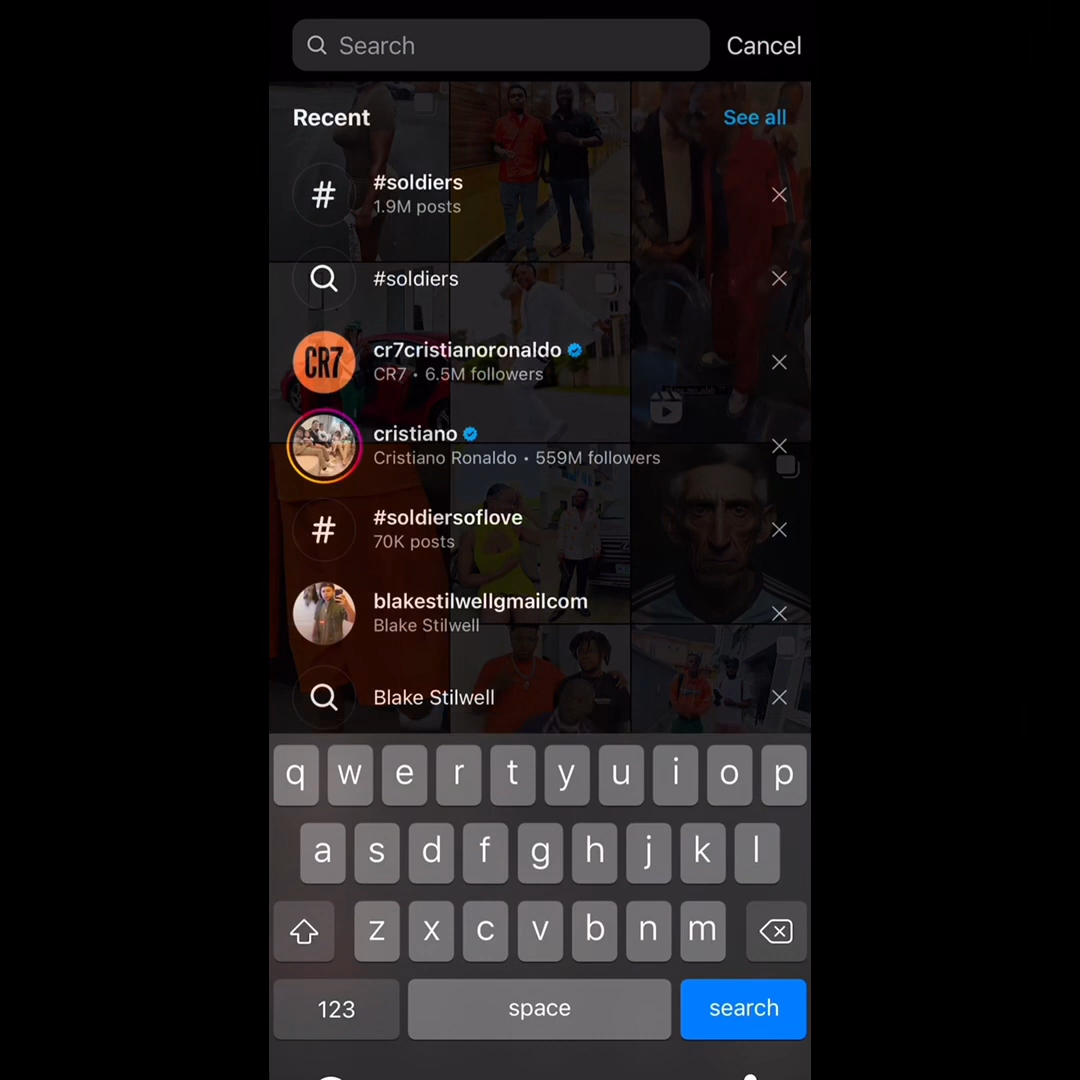 Search
Cancel
Recent
See all
#
#soldiers
1.9M posts
#soldiers
CR7
cr7cristianoronaldo
CR7 • 6.5M followers
cristiano
Cristiano Ronaldo • 559M followers
#
#soldiersoflove
70K posts
blakestilwellgmailcom
Blake Stilwell
Blake Stilwell
q w e r t y u i o p
a s d f g h j k l
z x c v b n m
123
space
search